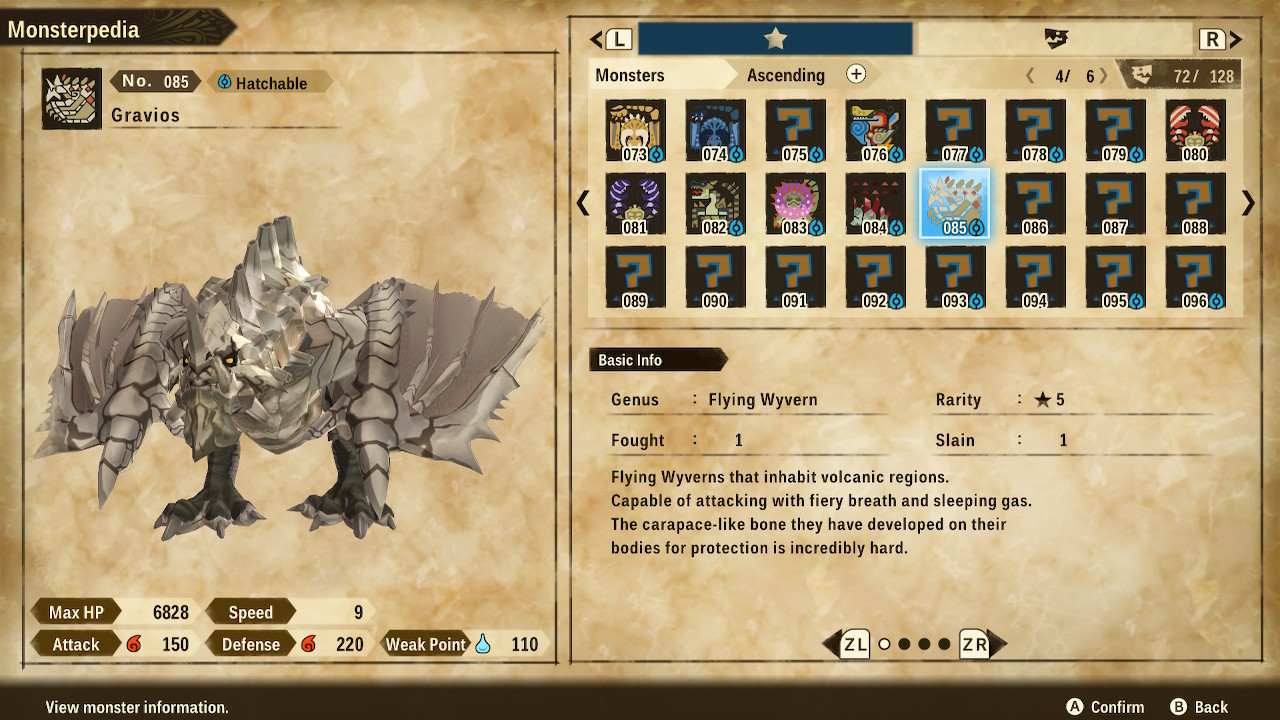 Monsterpedia
No. 085
Hatchable
Gravios
Max HP 6828
Speed 9
Attack 150
Defense 220
Weak Point 110
L
R
Monsters
Ascending
4/ 6
72/ 128
073
074
075
076
077
078
079
080
081
082
083
084
085
086
087
088
089
090
091
092
093
094
095
096
Basic Info
Genus : Flying Wyvern
Rarity : ★ 5
Fought : 1
Slain : 1
Flying Wyverns that inhabit volcanic regions.
Capable of attacking with fiery breath and sleeping gas.
The carapace-like bone they have developed on their
bodies for protection is incredibly hard.
ZL
ZR
View monster information.
A Confirm
B Back